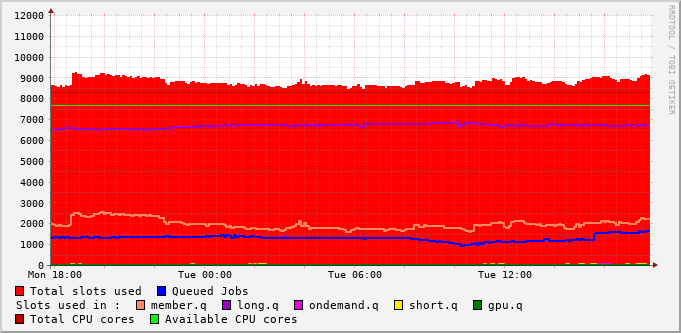 12000
11000
10000
9000
8000
7000
6000
5000
4000
3000
2000
1000
0
Mon 18:00 Tue 00:00 Tue 06:00 Tue 12:00
RRDTOOL / TOBI OETIKER
Total slots used Queued Jobs
Slots used in : member.q long.q ondemand.q short.q gpu.q
Total CPU cores Available CPU cores